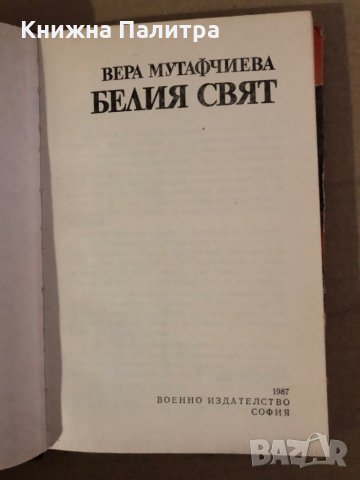 Книжна Палитра
ВЕРА МУТАФЧИЕВА
БЕЛИЯ СВЯТ
1987
ВОЕННО ИЗДАТЕЛСТВО
СОФИЯ
BAZAR